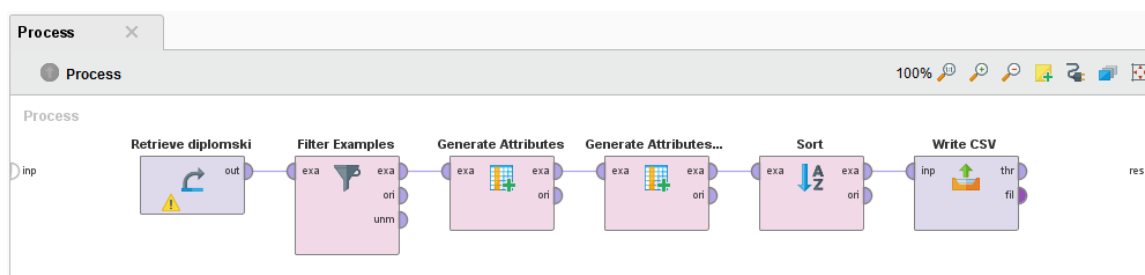 Process
Process
100%
Process
Retrieve diplomski
Filter Examples
Generate Attributes
Generate Attributes...
Sort
Write CSV
inp
out
exa
exa
exa
exa
exa
exa
exa
exa
inp
thr
res
ori
ori
ori
ori
fil
unm
A
Z